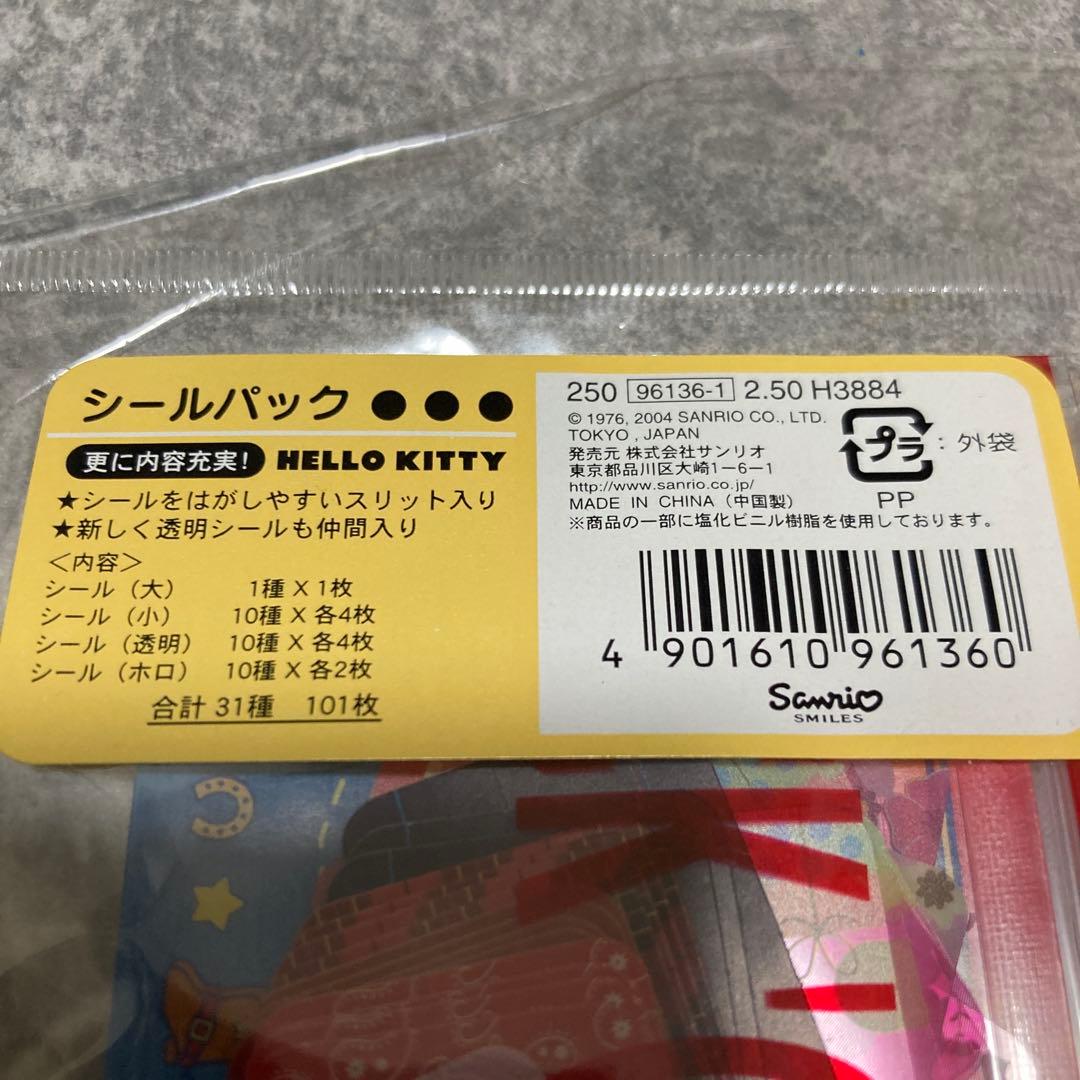 シールパック ●●●
更に内容充実! HELLO KITTY
★シールをはがしやすいスリット入り
★新しく透明シールも仲間入り
<内容>
シール(大) 1種 X 1枚
シール(小) 10種 X 各4枚
シール(透明) 10種 X 各4枚
シール(ホロ) 10種 X 各2枚
合計 31種 101枚
250 96136-1 2.50 H3884
© 1976, 2004 SANRIO CO., LTD.
TOKYO, JAPAN
発売元 株式会社サンリオ
東京都品川区大崎1-6-1
http://www.sanrio.co.jp/
MADE IN CHINA (中国製)
プラ : 外袋
PP
※商品の一部に塩化ビニル樹脂を使用しております。
4 901610 961360
Sanrio
SMILES